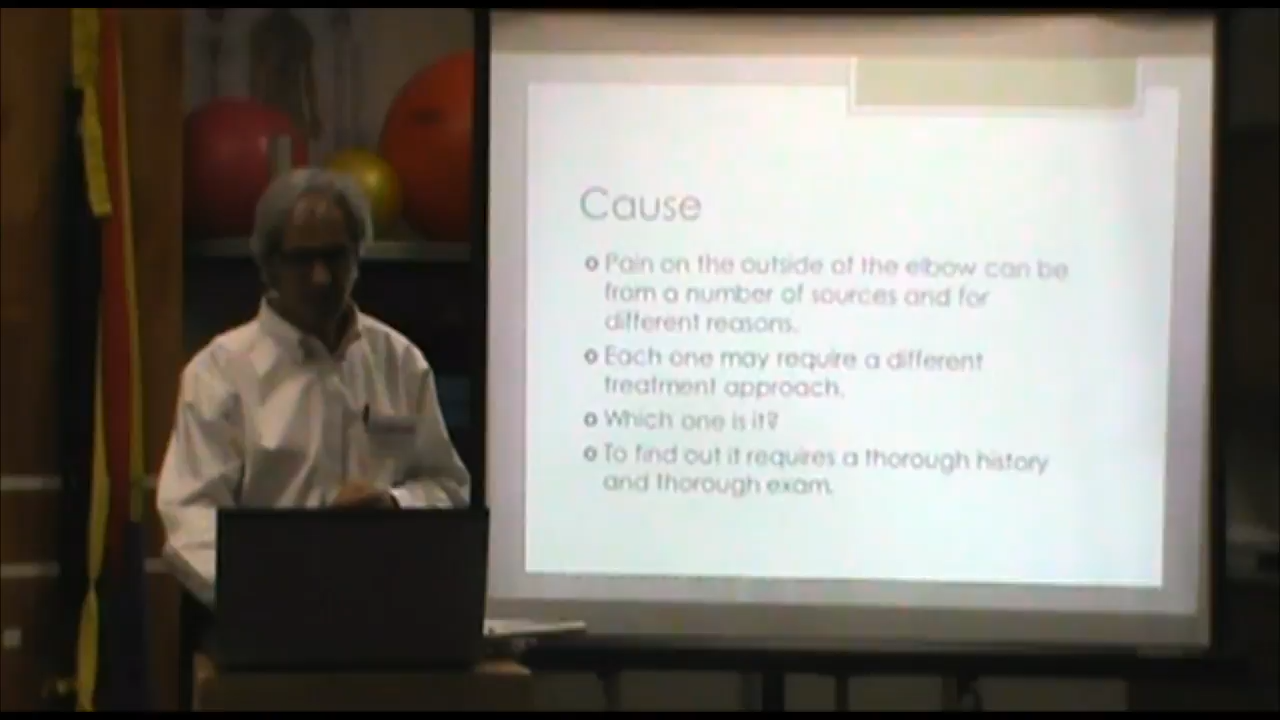 Cause
Pain on the outside of the elbow can be
from a number of sources and for
different reasons.
Each one may require a different
treatment approach.
Which one is it?
To find out it requires a thorough history
and thorough exam.